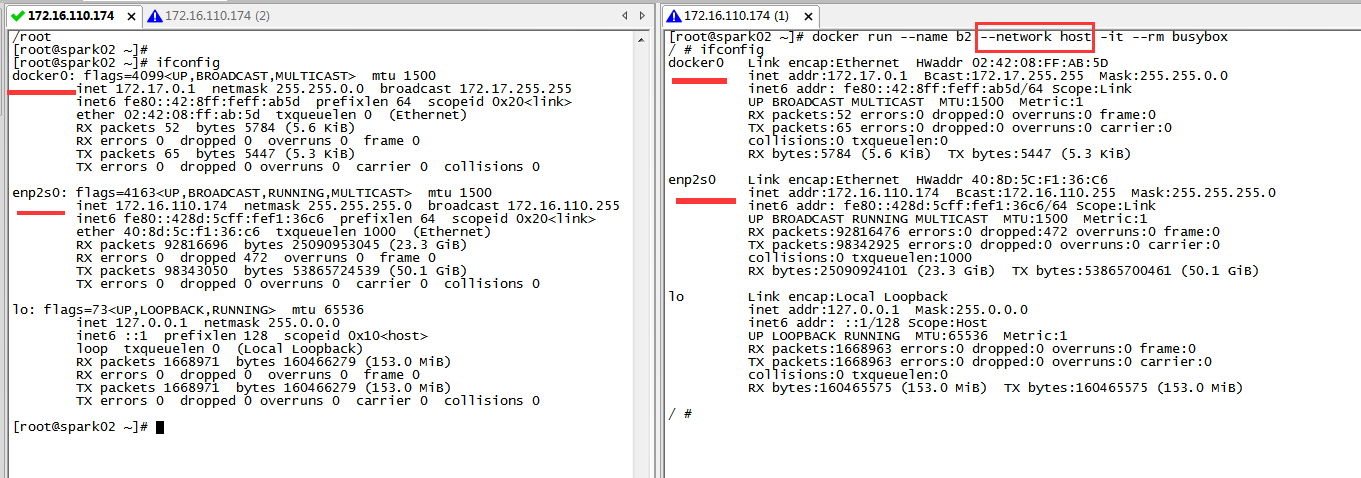 172.16.110.174
172.16.110.174 (2)
/root
[root@spark02 ~]#
[root@spark02 ~]# ifconfig
docker0: flags=4099<UP,BROADCAST,MULTICAST>  mtu 1500
inet 172.17.0.1  netmask 255.255.0.0  broadcast 172.17.255.255
inet6 fe80::42:8ff:feff:ab5d  prefixlen 64  scopeid 0x20<link>
ether 02:42:08:ff:ab:5d  txqueuelen 0  (Ethernet)
RX packets 52  bytes 5784 (5.6 KiB)
RX errors 0  dropped 0  overruns 0  frame 0
TX packets 65  bytes 5447 (5.3 KiB)
TX errors 0  dropped 0 overruns 0  carrier 0  collisions 0
enp2s0: flags=4163<UP,BROADCAST,RUNNING,MULTICAST>  mtu 1500
inet 172.16.110.174  netmask 255.255.255.0  broadcast 172.16.110.255
inet6 fe80::428d:5cff:fef1:36c6  prefixlen 64  scopeid 0x20<link>
ether 40:8d:5c:f1:36:c6  txqueuelen 1000  (Ethernet)
RX packets 92816696  bytes 25090953045 (23.3 GiB)
RX errors 0  dropped 472  overruns 0  frame 0
TX packets 98343050  bytes 53865724539 (50.1 GiB)
TX errors 0  dropped 0 overruns 0  carrier 0  collisions 0
lo: flags=73<UP,LOOPBACK,RUNNING>  mtu 65536
inet 127.0.0.1  netmask 255.0.0.0
inet6 ::1  prefixlen 128  scopeid 0x10<host>
loop  txqueuelen 0  (Local Loopback)
RX packets 1668971  bytes 160466279 (153.0 MiB)
RX errors 0  dropped 0  overruns 0  frame 0
TX packets 1668971  bytes 160466279 (153.0 MiB)
TX errors 0  dropped 0 overruns 0  carrier 0  collisions 0
[root@spark02 ~]#
172.16.110.174 (1)
[root@spark02 ~]# docker run --name b2 --network host -it --rm busybox
/ # ifconfig
docker0   Link encap:Ethernet  HWaddr 02:42:08:FF:AB:5D
inet addr:172.17.0.1  Bcast:172.17.255.255  Mask:255.255.0.0
inet6 addr: fe80::42:8ff:feff:ab5d/64 Scope:Link
UP BROADCAST MULTICAST  MTU:1500  Metric:1
RX packets:52 errors:0 dropped:0 overruns:0 frame:0
TX packets:65 errors:0 dropped:0 overruns:0 carrier:0
collisions:0 txqueuelen:0
RX bytes:5784 (5.6 KiB)  TX bytes:5447 (5.3 KiB)
enp2s0    Link encap:Ethernet  HWaddr 40:8D:5C:F1:36:C6
inet addr:172.16.110.174  Bcast:172.16.110.255  Mask:255.255.255.0
inet6 addr: fe80::428d:5cff:fef1:36c6/64 Scope:Link
UP BROADCAST RUNNING MULTICAST  MTU:1500  Metric:1
RX packets:92816476 errors:0 dropped:472 overruns:0 frame:0
TX packets:98342925 errors:0 dropped:0 overruns:0 carrier:0
collisions:0 txqueuelen:1000
RX bytes:25090924101 (23.3 GiB)  TX bytes:53865700461 (50.1 GiB)
lo        Link encap:Local Loopback
inet addr:127.0.0.1  Mask:255.0.0.0
inet6 addr: ::1/128 Scope:Host
UP LOOPBACK RUNNING  MTU:65536  Metric:1
RX packets:1668963 errors:0 dropped:0 overruns:0 frame:0
TX packets:1668963 errors:0 dropped:0 overruns:0 carrier:0
collisions:0 txqueuelen:0
RX bytes:160465575 (153.0 MiB)  TX bytes:160465575 (153.0 MiB)
/ #